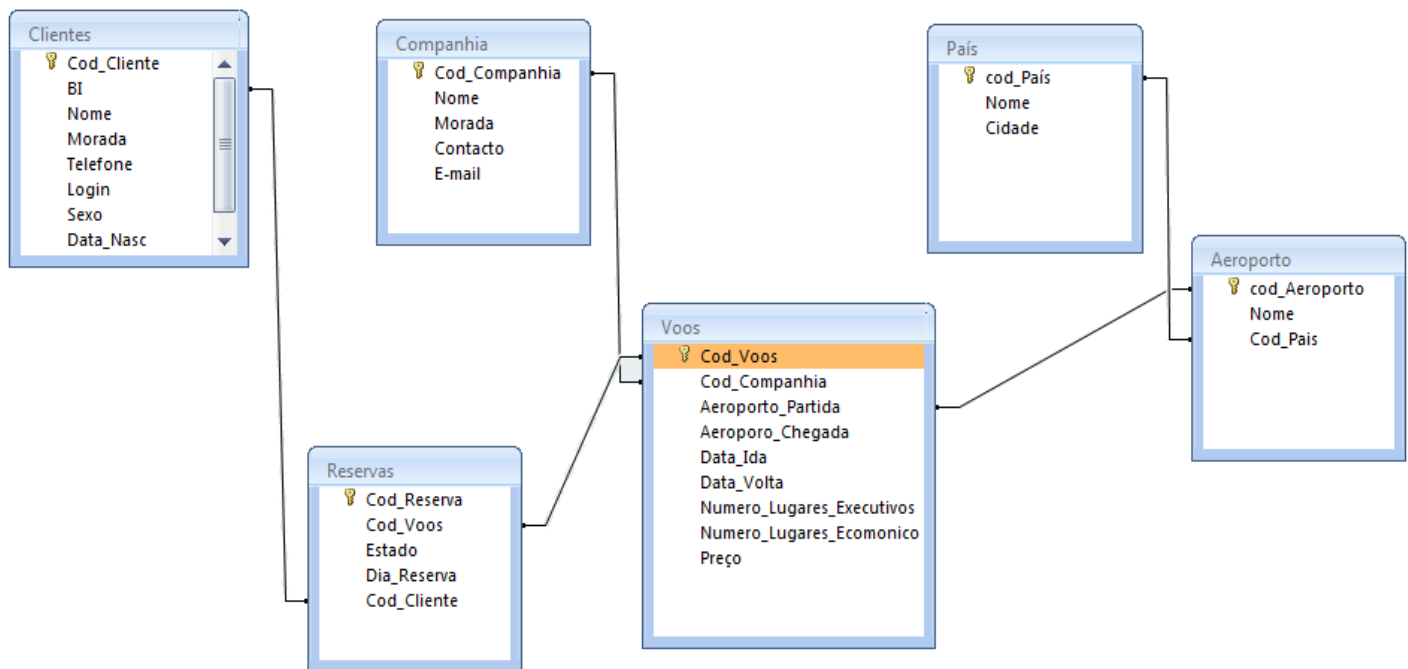 Clientes
Cod_Cliente
BI
Nome
Morada
Telefone
Login
Sexo
Data_Nasc
Companhia
Cod_Companhia
Nome
Morada
Contacto
E-mail
País
cod_País
Nome
Cidade
Aeroporto
cod_Aeroporto
Nome
Cod_Pais
Voos
Cod_Voos
Cod_Companhia
Aeroporto_Partida
Aeroporo_Chegada
Data_Ida
Data_Volta
Numero_Lugares_Executivos
Numero_Lugares_Ecomonico
Preço
Reservas
Cod_Reserva
Cod_Voos
Estado
Dia_Reserva
Cod_Cliente